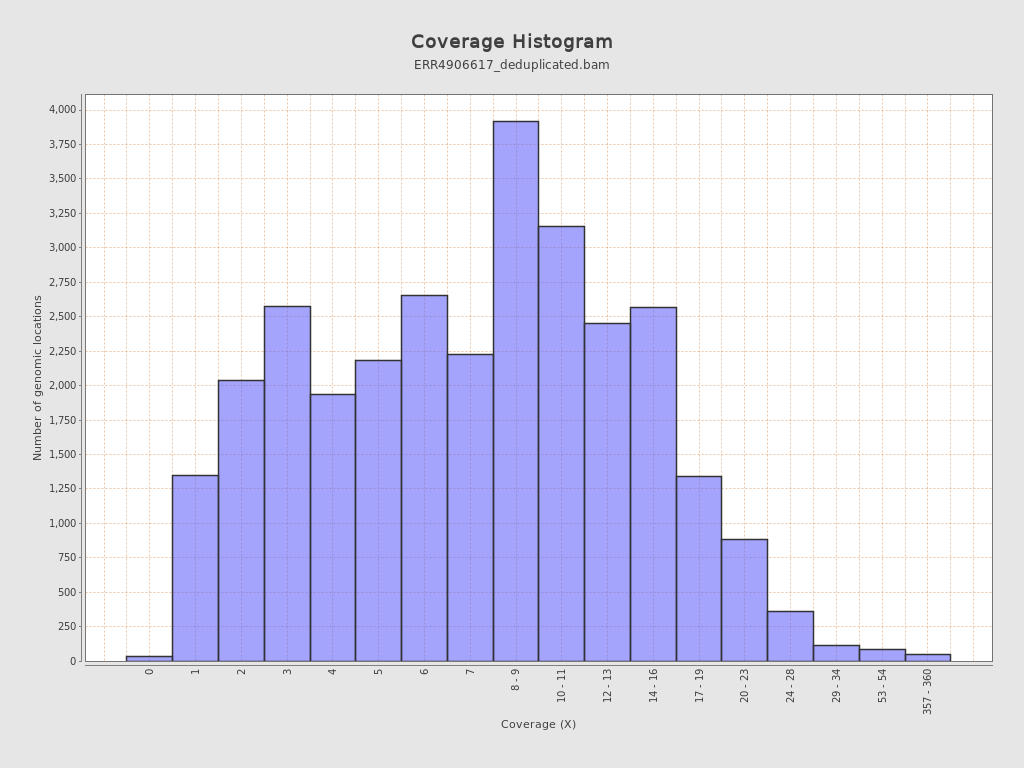 Coverage Histogram
ERR4906617_deduplicated.bam
Number of genomic locations
4,000
3,750
3,500
3,250
3,000
2,750
2,500
2,250
2,000
1,750
1,500
1,250
1,000
750
500
250
0
0
1
2
3
4
5
6
7
8 - 9
10 - 11
12 - 13
14 - 16
17 - 19
20 - 23
24 - 28
29 - 34
53 - 54
357 - 360
Coverage (X)